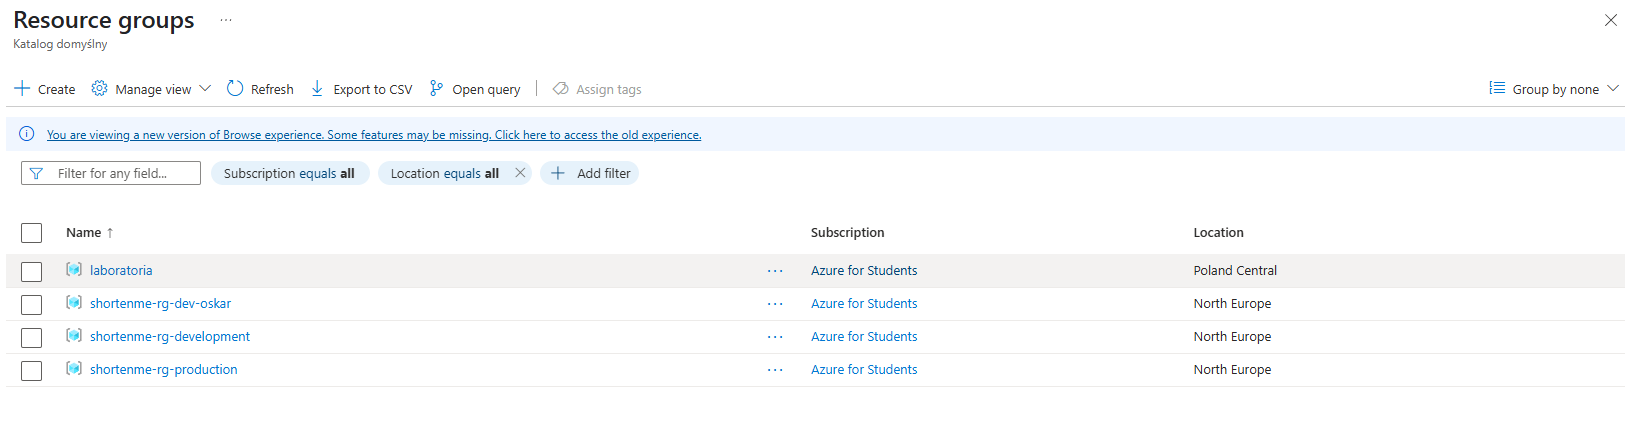 Resource groups ...
Katalog domyślny
Create Manage view Refresh Export to CSV Open query Assign tags Group by none
You are viewing a new version of Browse experience. Some features may be missing. Click here to access the old experience.
Filter for any field... Subscription equals all Location equals all Add filter
Name ↑ Subscription Location
laboratoria ... Azure for Students Poland Central
shortenme-rg-dev-oskar ... Azure for Students North Europe
shortenme-rg-development ... Azure for Students North Europe
shortenme-rg-production ... Azure for Students North Europe